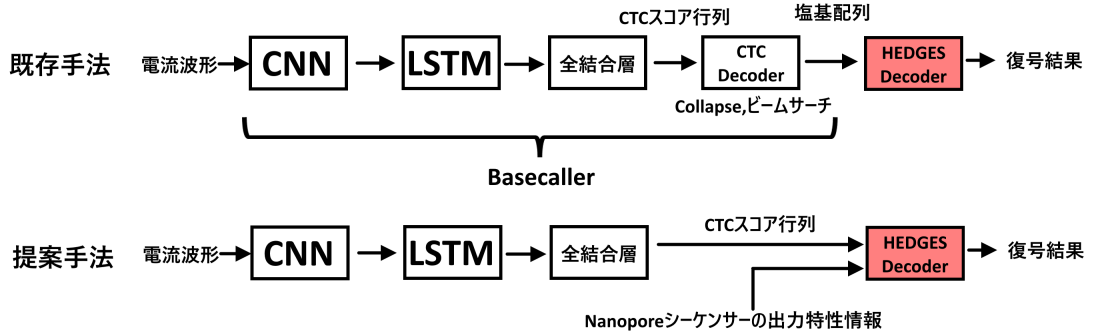 CTCスコア行列
塩基配列
既存手法
電流波形
CNN
LSTM
全結合層
CTC
Decoder
HEDGES
Decoder
復号結果
Collapse,ビームサーチ
Basecaller
CTCスコア行列
提案手法
電流波形
CNN
LSTM
全結合層
HEDGES
Decoder
復号結果
Nanoporeシーケンサーの出力特性情報